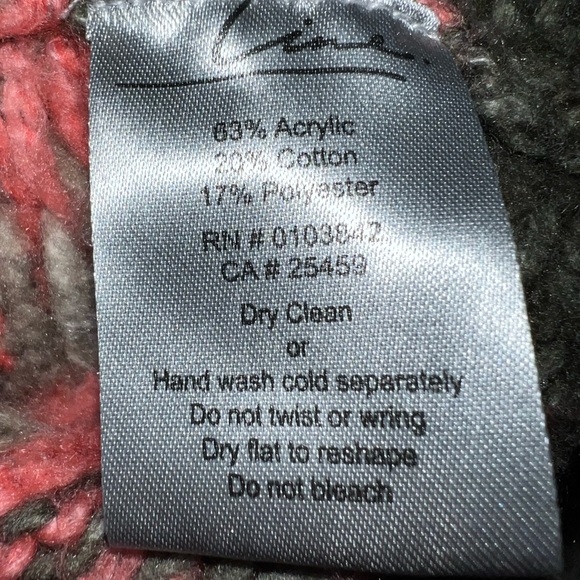 Line.
63% Acrylic
20% Cotton
17% Polyester
RN # 0103842
CA # 25459
Dry Clean
or
Hand wash cold separately
Do not twist or wring
Dry flat to reshape
Do not bleach